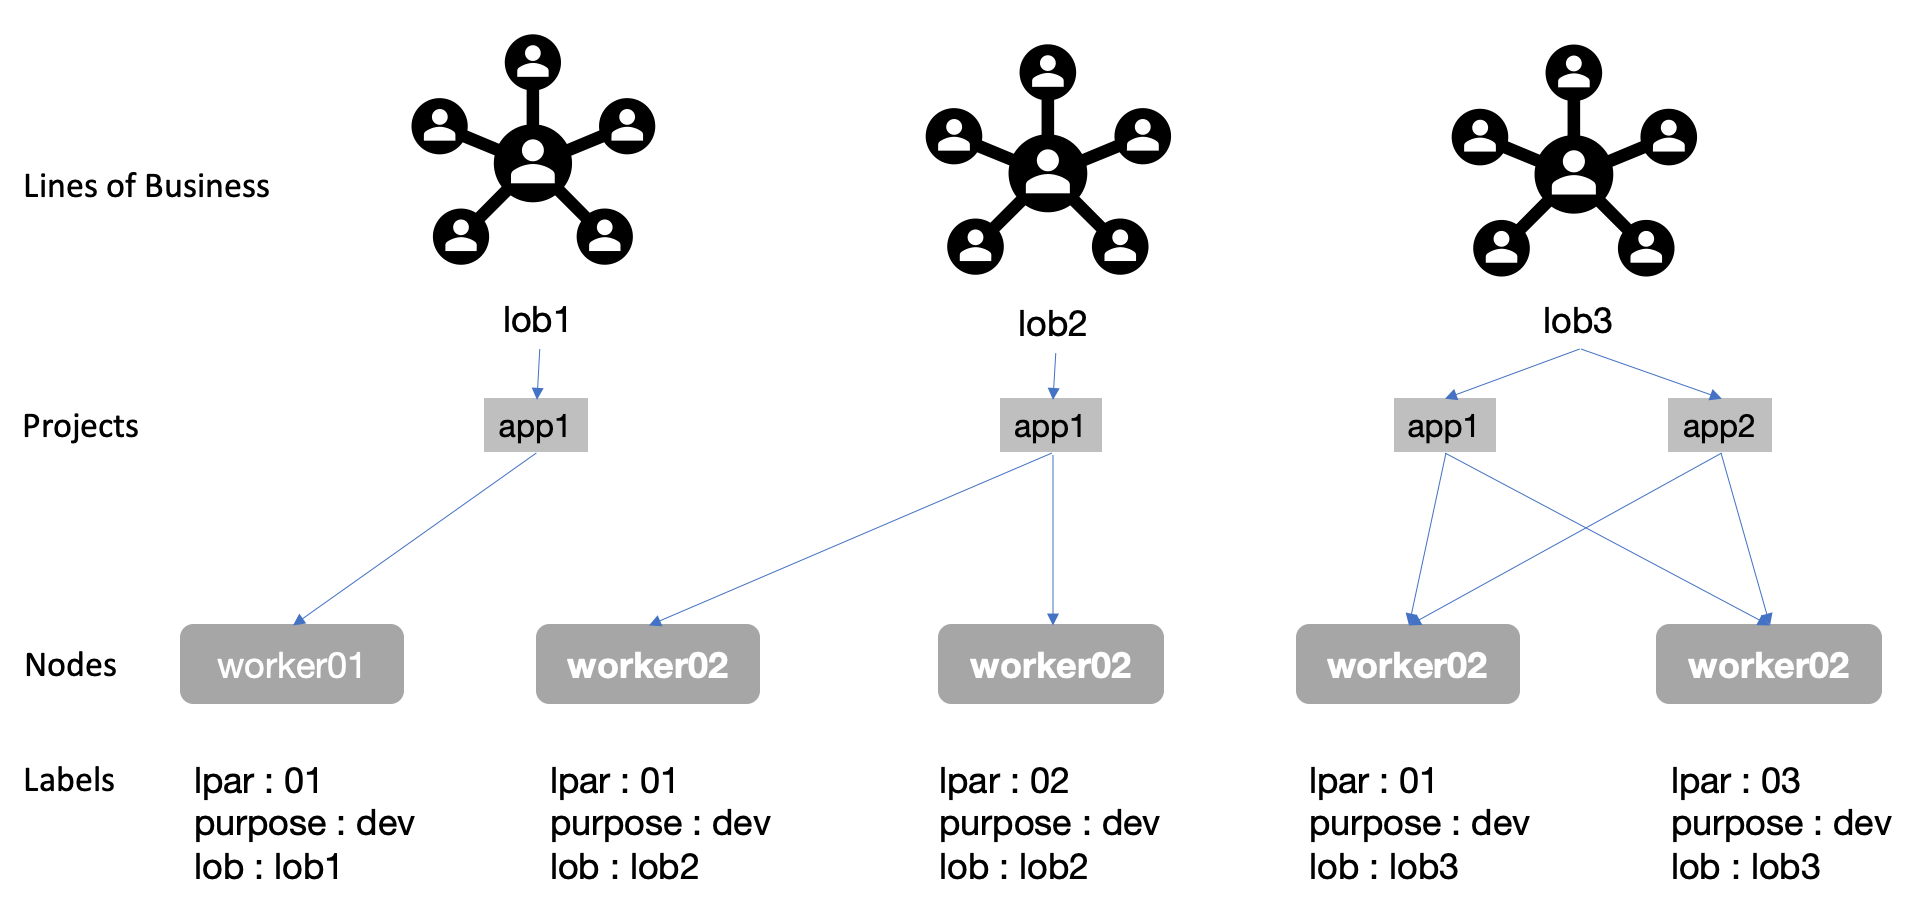 Lines of Business
lob1
lob2
lob3
Projects
app1
app1
app1
app2
Nodes
worker01
worker02
worker02
worker02
worker02
Labels
lpar : 01
purpose : dev
lob : lob1
lpar : 01
purpose : dev
lob : lob2
lpar : 02
purpose : dev
lob : lob2
lpar : 01
purpose : dev
lob : lob3
lpar : 03
purpose : dev
lob : lob3